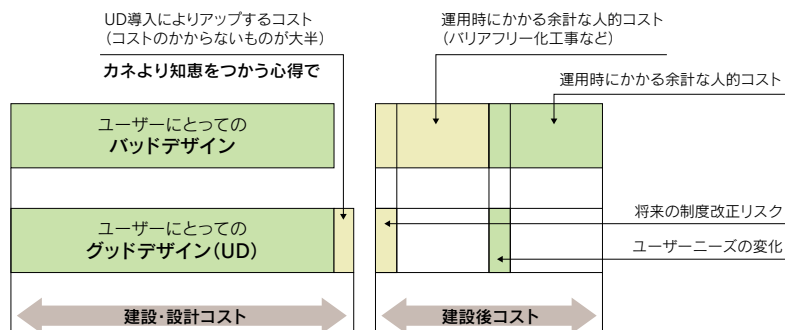 UD導入によりアップするコスト
（コストのかからないものが大半）
カネより知恵をつかう心得で
運用時にかかる余計な人的コスト
（バリアフリー化工事など）
運用時にかかる余計な人的コスト
ユーザーにとっての
バッドデザイン
ユーザーにとっての
グッドデザイン（UD）
将来の制度改正リスク
ユーザーニーズの変化
建設・設計コスト
建設後コスト